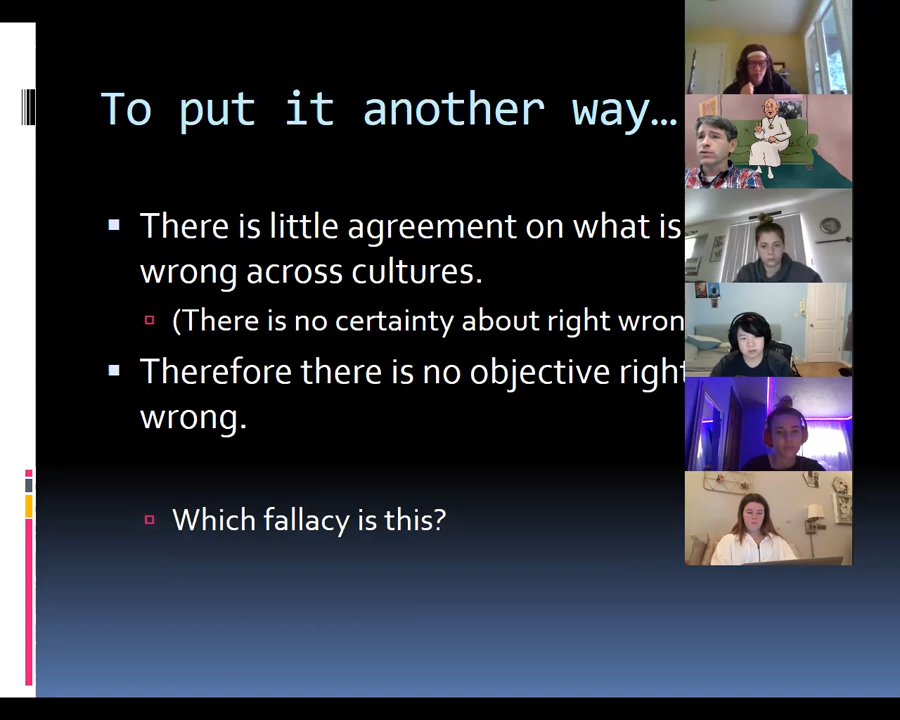 To put it another way…
There is little agreement on what is
wrong across cultures.
(There is no certainty about right wron
Therefore there is no objective right
wrong.
Which fallacy is this?